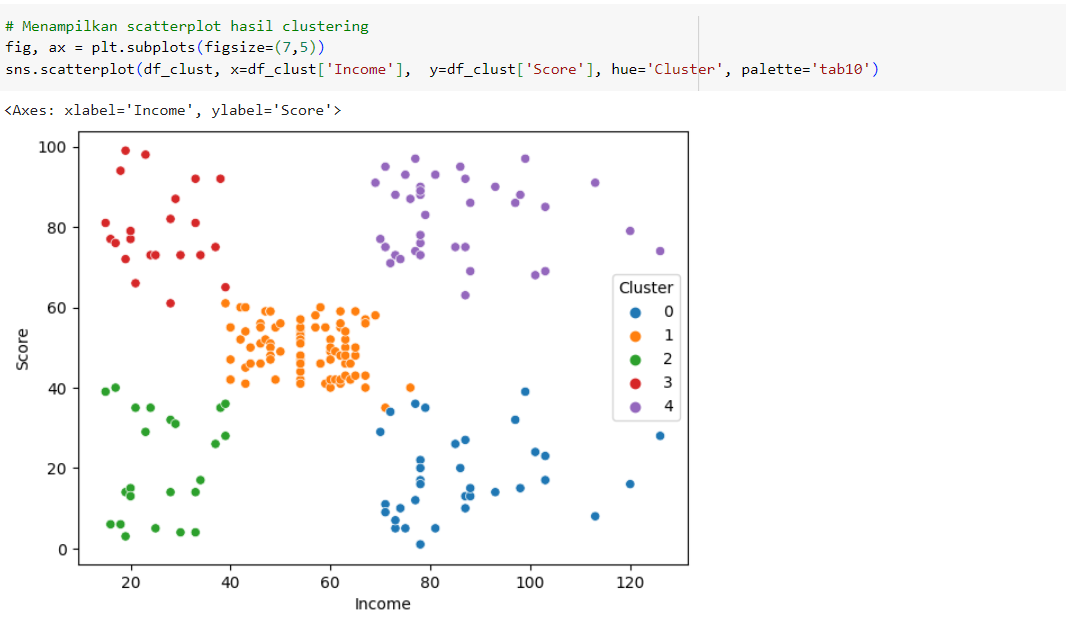 # Menampilkan scatterplot hasil clustering
fig, ax = plt.subplots(figsize=(7,5))
sns.scatterplot(df_clust, x=df_clust['Income'],  y=df_clust['Score'], hue='Cluster', palette='tab10')
<Axes: xlabel='Income', ylabel='Score'>
100
80
60
40
20
0
Score
Cluster
0
1
2
3
4
20 40 60 80 100 120
Income